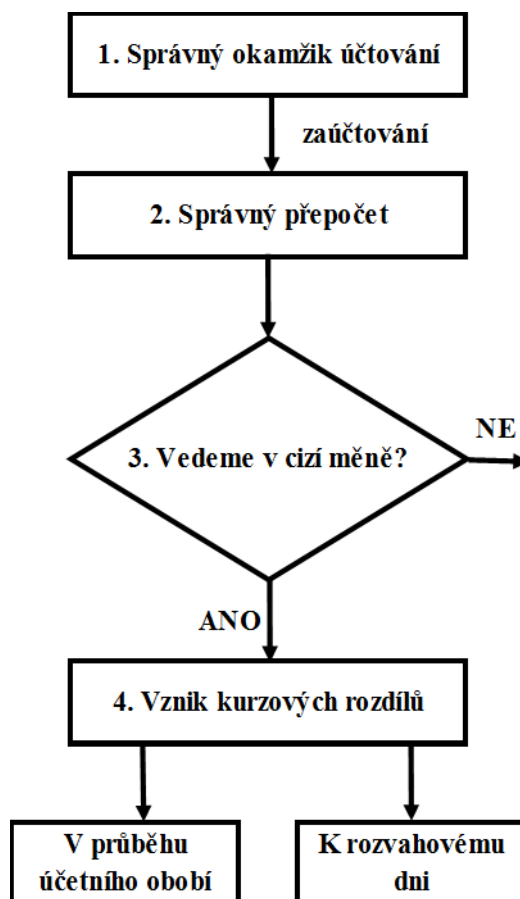 1. Správný okamžik účtování
zaúčtování
2. Správný přepočet
3. Vedeme v cizí měně?
NE
ANO
4. Vznik kurzových rozdílů
V průběhu
účetního obobí
K rozvahovému
dni